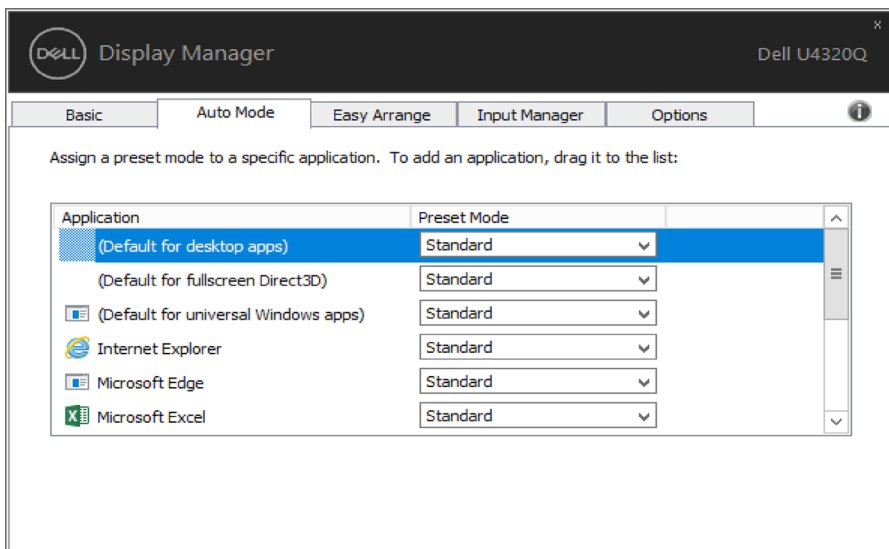 DELL Display Manager Dell U4320Q
x
Basic Auto Mode Easy Arrange Input Manager Options
Assign a preset mode to a specific application. To add an application, drag it to the list:
Application Preset Mode
(Default for desktop apps) Standard
(Default for fullscreen Direct3D) Standard
(Default for universal Windows apps) Standard
Internet Explorer Standard
Microsoft Edge Standard
Microsoft Excel Standard